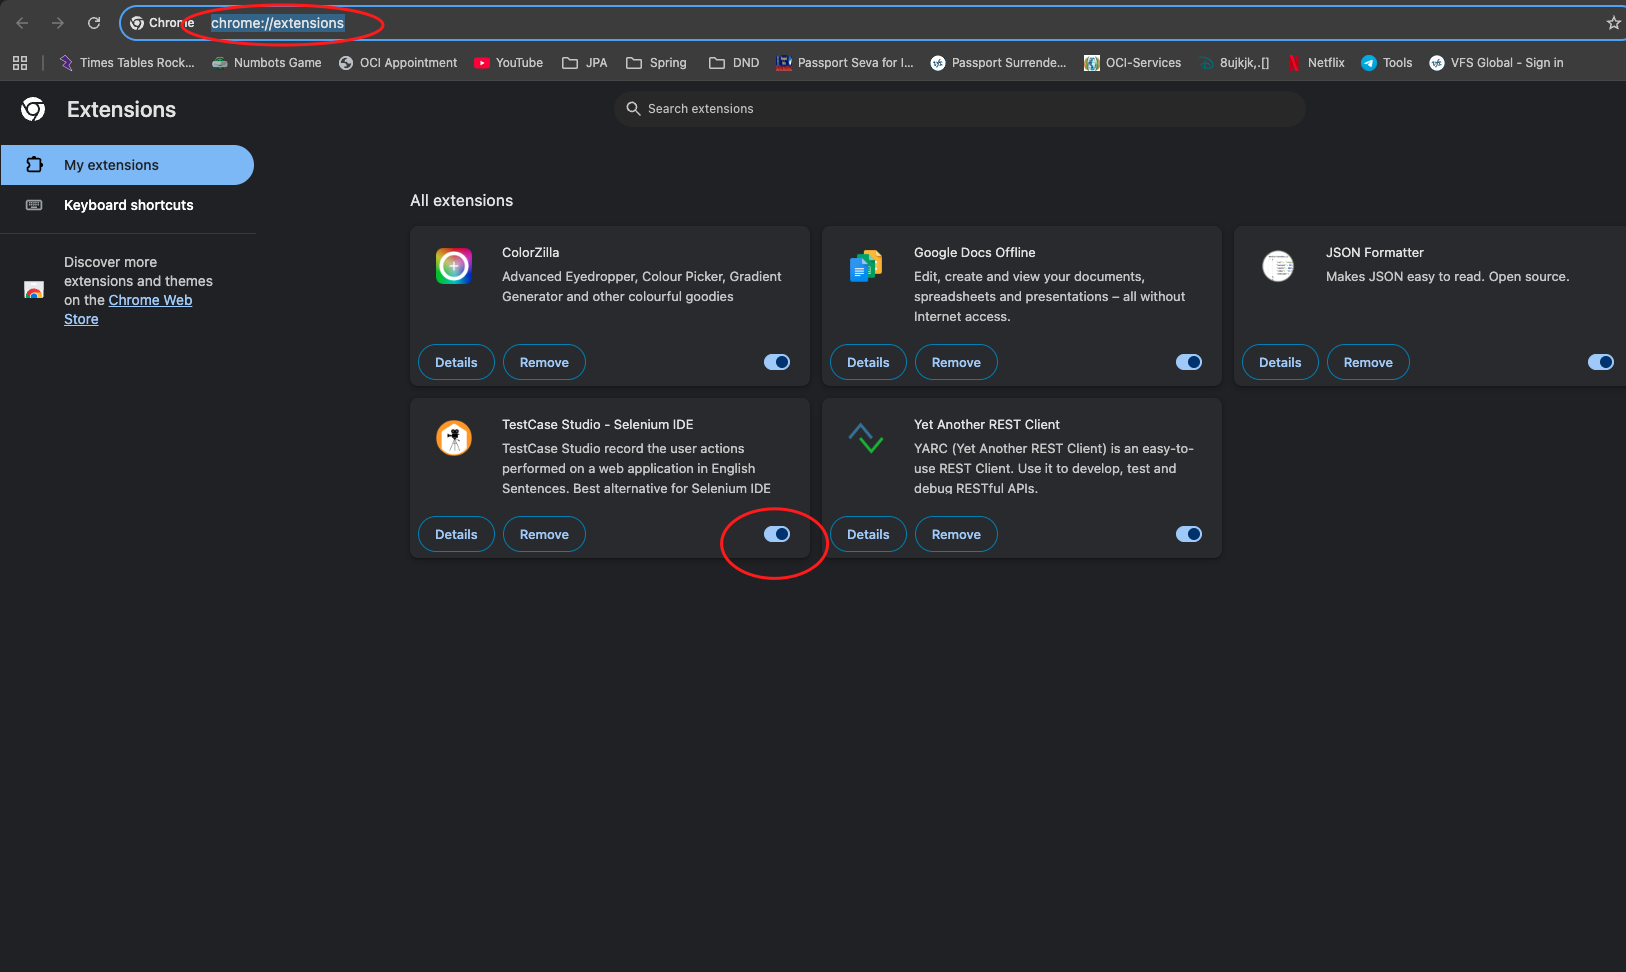 Chrome chrome://extensions
Times Tables Rock... Numbots Game OCI Appointment YouTube JPA Spring DND Passport Seva for I... Passport Surrende... OCI-Services 8ujkjk,.[] Netflix Tools VFS Global - Sign in
Extensions
Search extensions
My extensions
Keyboard shortcuts
Discover more
extensions and themes
on the Chrome Web
Store
All extensions
ColorZilla
Advanced Eyedropper, Colour Picker, Gradient
Generator and other colourful goodies
Details Remove
Google Docs Offline
Edit, create and view your documents,
spreadsheets and presentations – all without
Internet access.
Details Remove
JSON Formatter
Makes JSON easy to read. Open source.
Details Remove
TestCase Studio - Selenium IDE
TestCase Studio record the user actions
performed on a web application in English
Sentences. Best alternative for Selenium IDE
Details Remove
Yet Another REST Client
YARC (Yet Another REST Client) is an easy-to-
use REST Client. Use it to develop, test and
debug RESTful APIs.
Details Remove